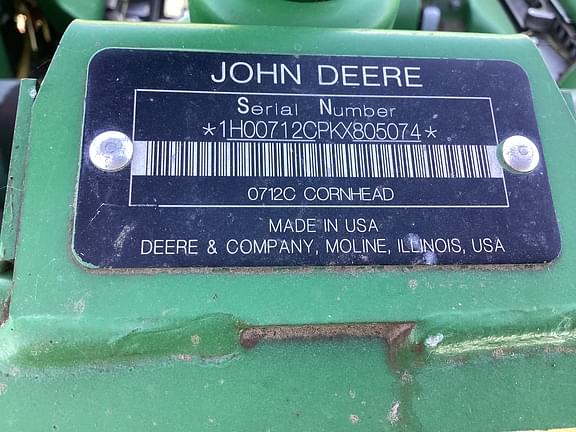 JOHN DEERE
Serial Number
*1H00712CPKX805074*
0712C CORNHEAD
MADE IN USA
DEERE & COMPANY, MOLINE, ILLINOIS, USA